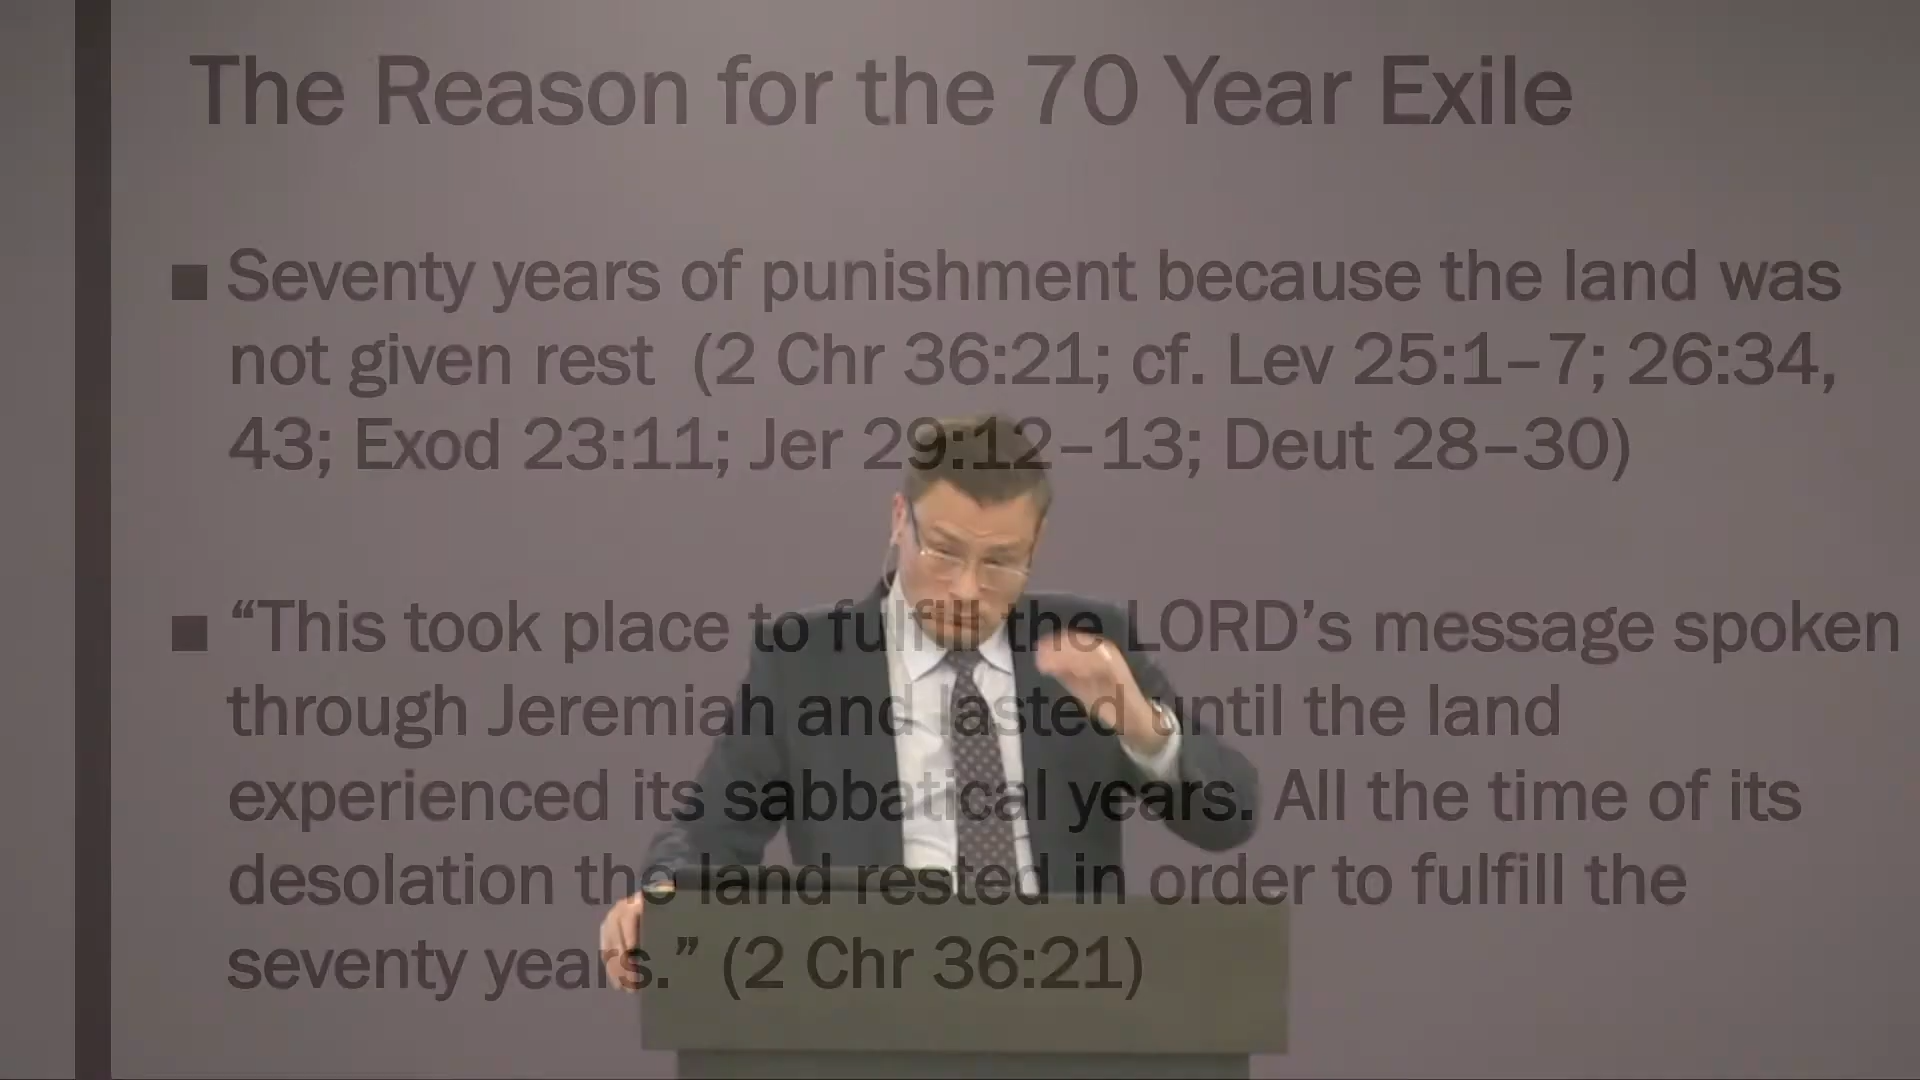 The Reason for the 70 Year Exile
■ Seventy years of punishment because the land was
not given rest (2 Chr 36:21; cf. Lev 25:1–7; 26:34,
43; Exod 23:11; Jer 29:12–13; Deut 28–30)
■ “This took place to fulfill the LORD’s message spoken
through Jeremiah and lasted until the land
experienced its sabbatical years. All the time of its
desolation the land rested in order to fulfill the
seventy years.” (2 Chr 36:21)